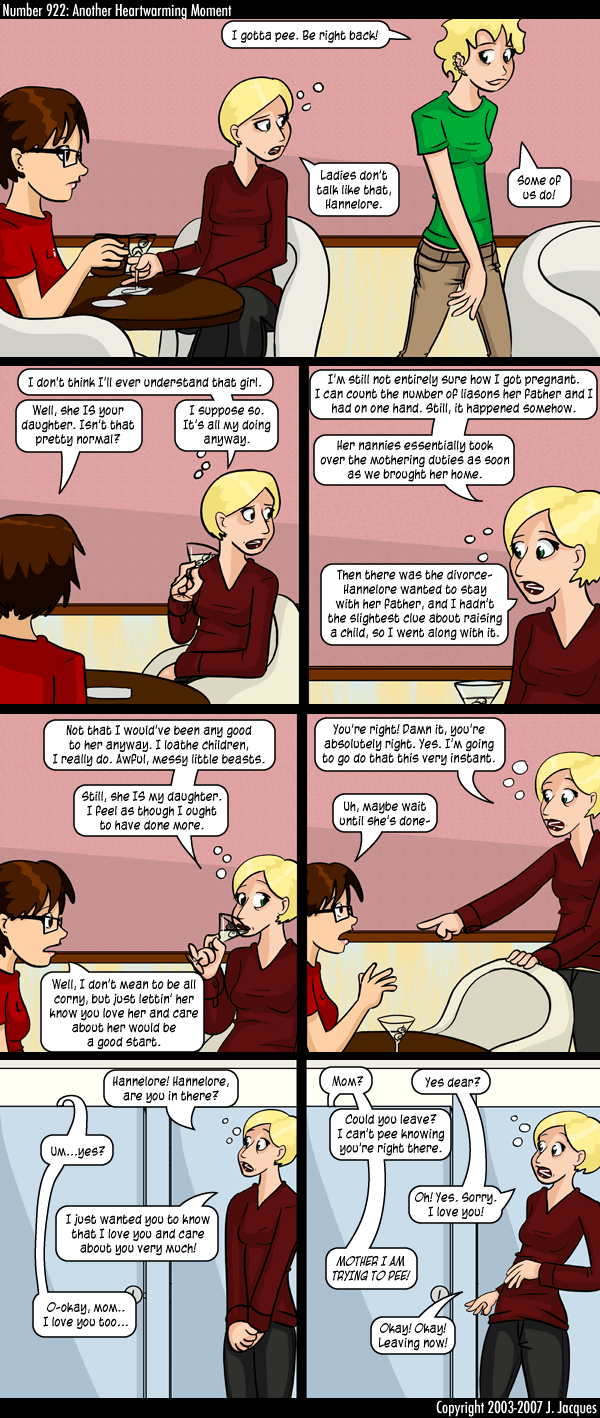 Number 922: Another Heartwarming Moment
I gotta pee. Be right back!
Ladies don't
talk like that,
Hannelore.
Some of
us do!
I don't think I'll ever understand that girl.
Well, she IS your
daughter. Isn't that
pretty normal?
I suppose so.
It's all my doing
anyway.
I'm still not entirely sure how I got pregnant.
I can count the number of liasons her father and I
had on one hand. Still, it happened somehow.
Her nannies essentially took
over the mothering duties as soon
as we brought her home.
Then there was the divorce-
Hannelore wanted to stay
with her father, and I hadn't
the slightest clue about raising
a child, so I went along with it.
Not that I would've been any good
to her anyway. I loathe children,
I really do. Awful, messy little beasts.
Still, she IS my daughter.
I feel as though I ought
to have done more.
Well, I don't mean to be all
corny, but just lettin' her
know you love her and care
about her would be
a good start.
You're right! Damn it, you're
absolutely right. Yes. I'm going
to go do that this very instant.
Uh, maybe wait
until she's done-
Hannelore! Hannelore,
are you in there?
Um...yes?
I just wanted you to know
that I love you and care
about you very much!
O-okay, mom..
I love you too...
Mom?
Yes dear?
Could you leave?
I can't pee knowing
you're right there.
Oh! Yes. Sorry.
I love you!
MOTHER I AM
TRYING TO PEE!
Okay! Okay!
Leaving now!
Copyright 2003-2007 J. Jacques